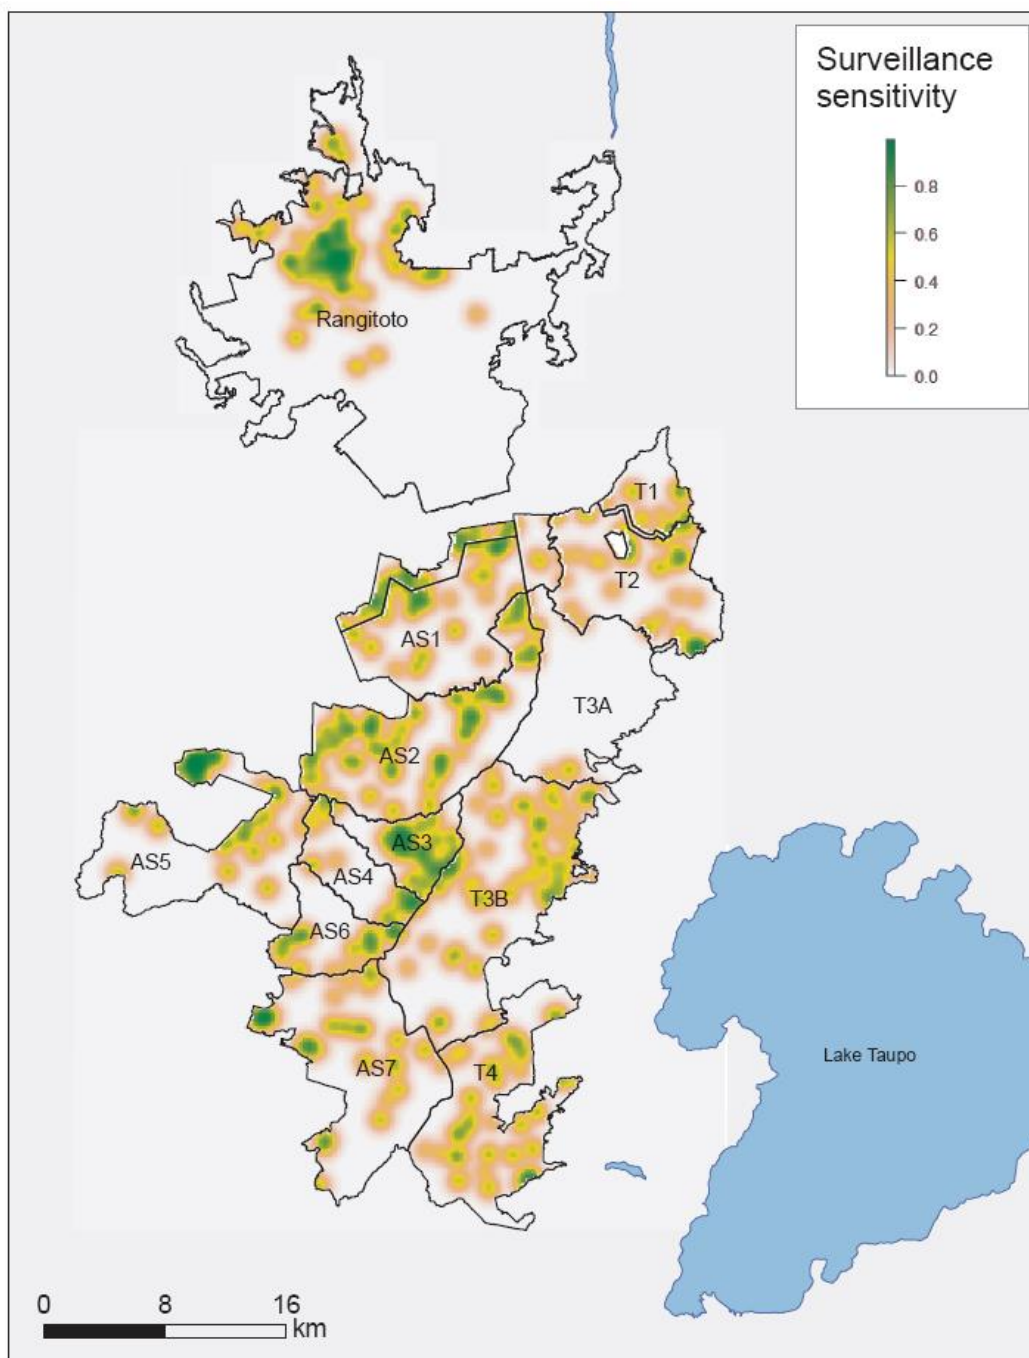 Surveillance
sensitivity
0.8
0.6
0.4
0.2
0.0
Rangitoto
T1
T2
AS1
T3A
AS2
AS3
AS5
AS4
T3B
AS6
Lake Taupo
AS7
T4
0 8 16
km